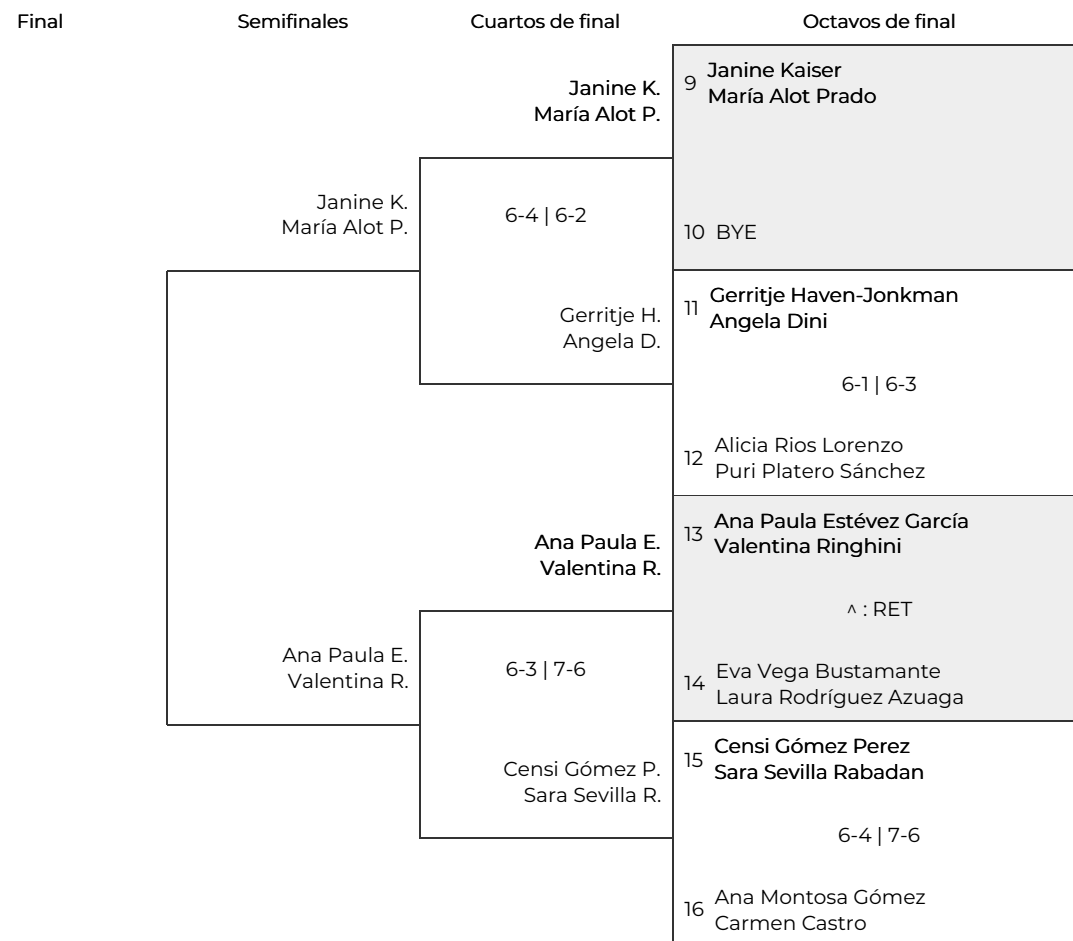 Final
Semifinales
Cuartos de final
Octavos de final
Janine K.
María Alot P.
9
Janine Kaiser
María Alot Prado
Janine K.
María Alot P.
6-4 | 6-2
10 BYE
Gerritje H.
Angela D.
11
Gerritje Haven-Jonkman
Angela Dini
6-1 | 6-3
12
Alicia Rios Lorenzo
Puri Platero Sánchez
Ana Paula E.
Valentina R.
13
Ana Paula Estévez García
Valentina Ringhini
^ : RET
Ana Paula E.
Valentina R.
6-3 | 7-6
14
Eva Vega Bustamante
Laura Rodríguez Azuaga
Censi Gómez P.
Sara Sevilla R.
15
Censi Gómez Perez
Sara Sevilla Rabadan
6-4 | 7-6
16
Ana Montosa Gómez
Carmen Castro